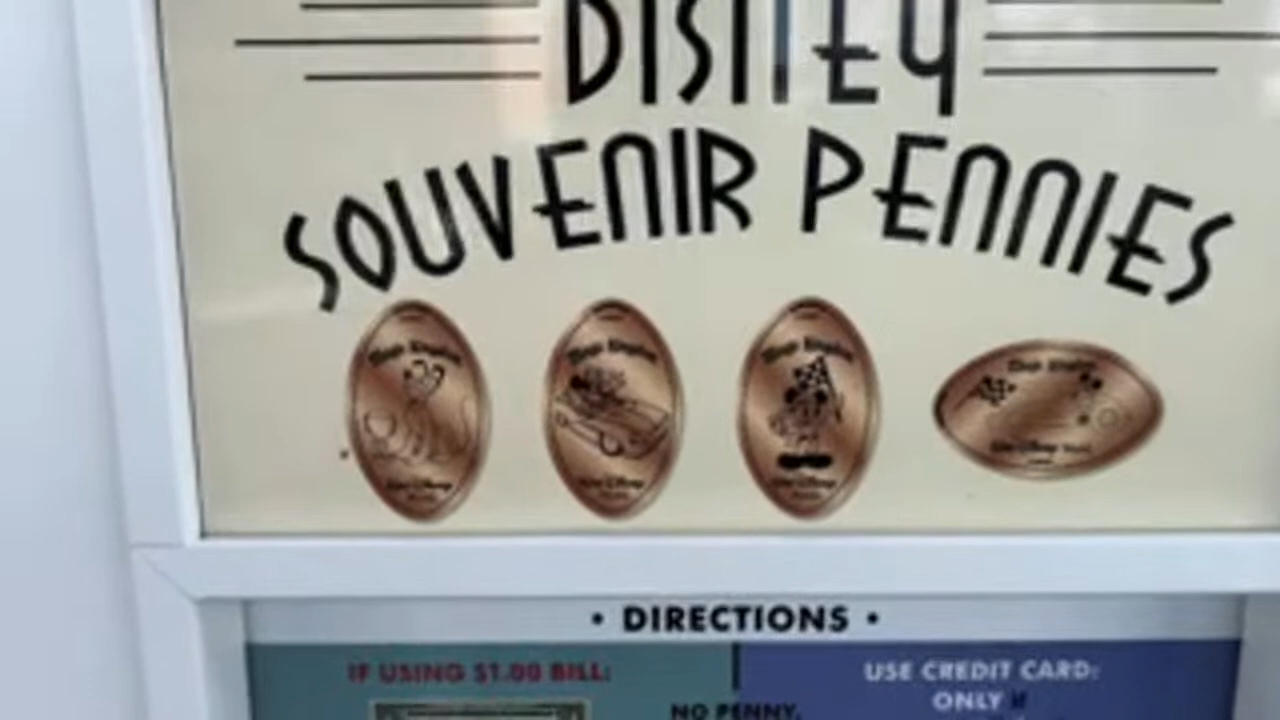 DISNEY
SOUVENIR PENNIES
• DIRECTIONS •
IF USING $1.00 BILL:
NO PENNY,
USE CREDIT CARD:
ONLY